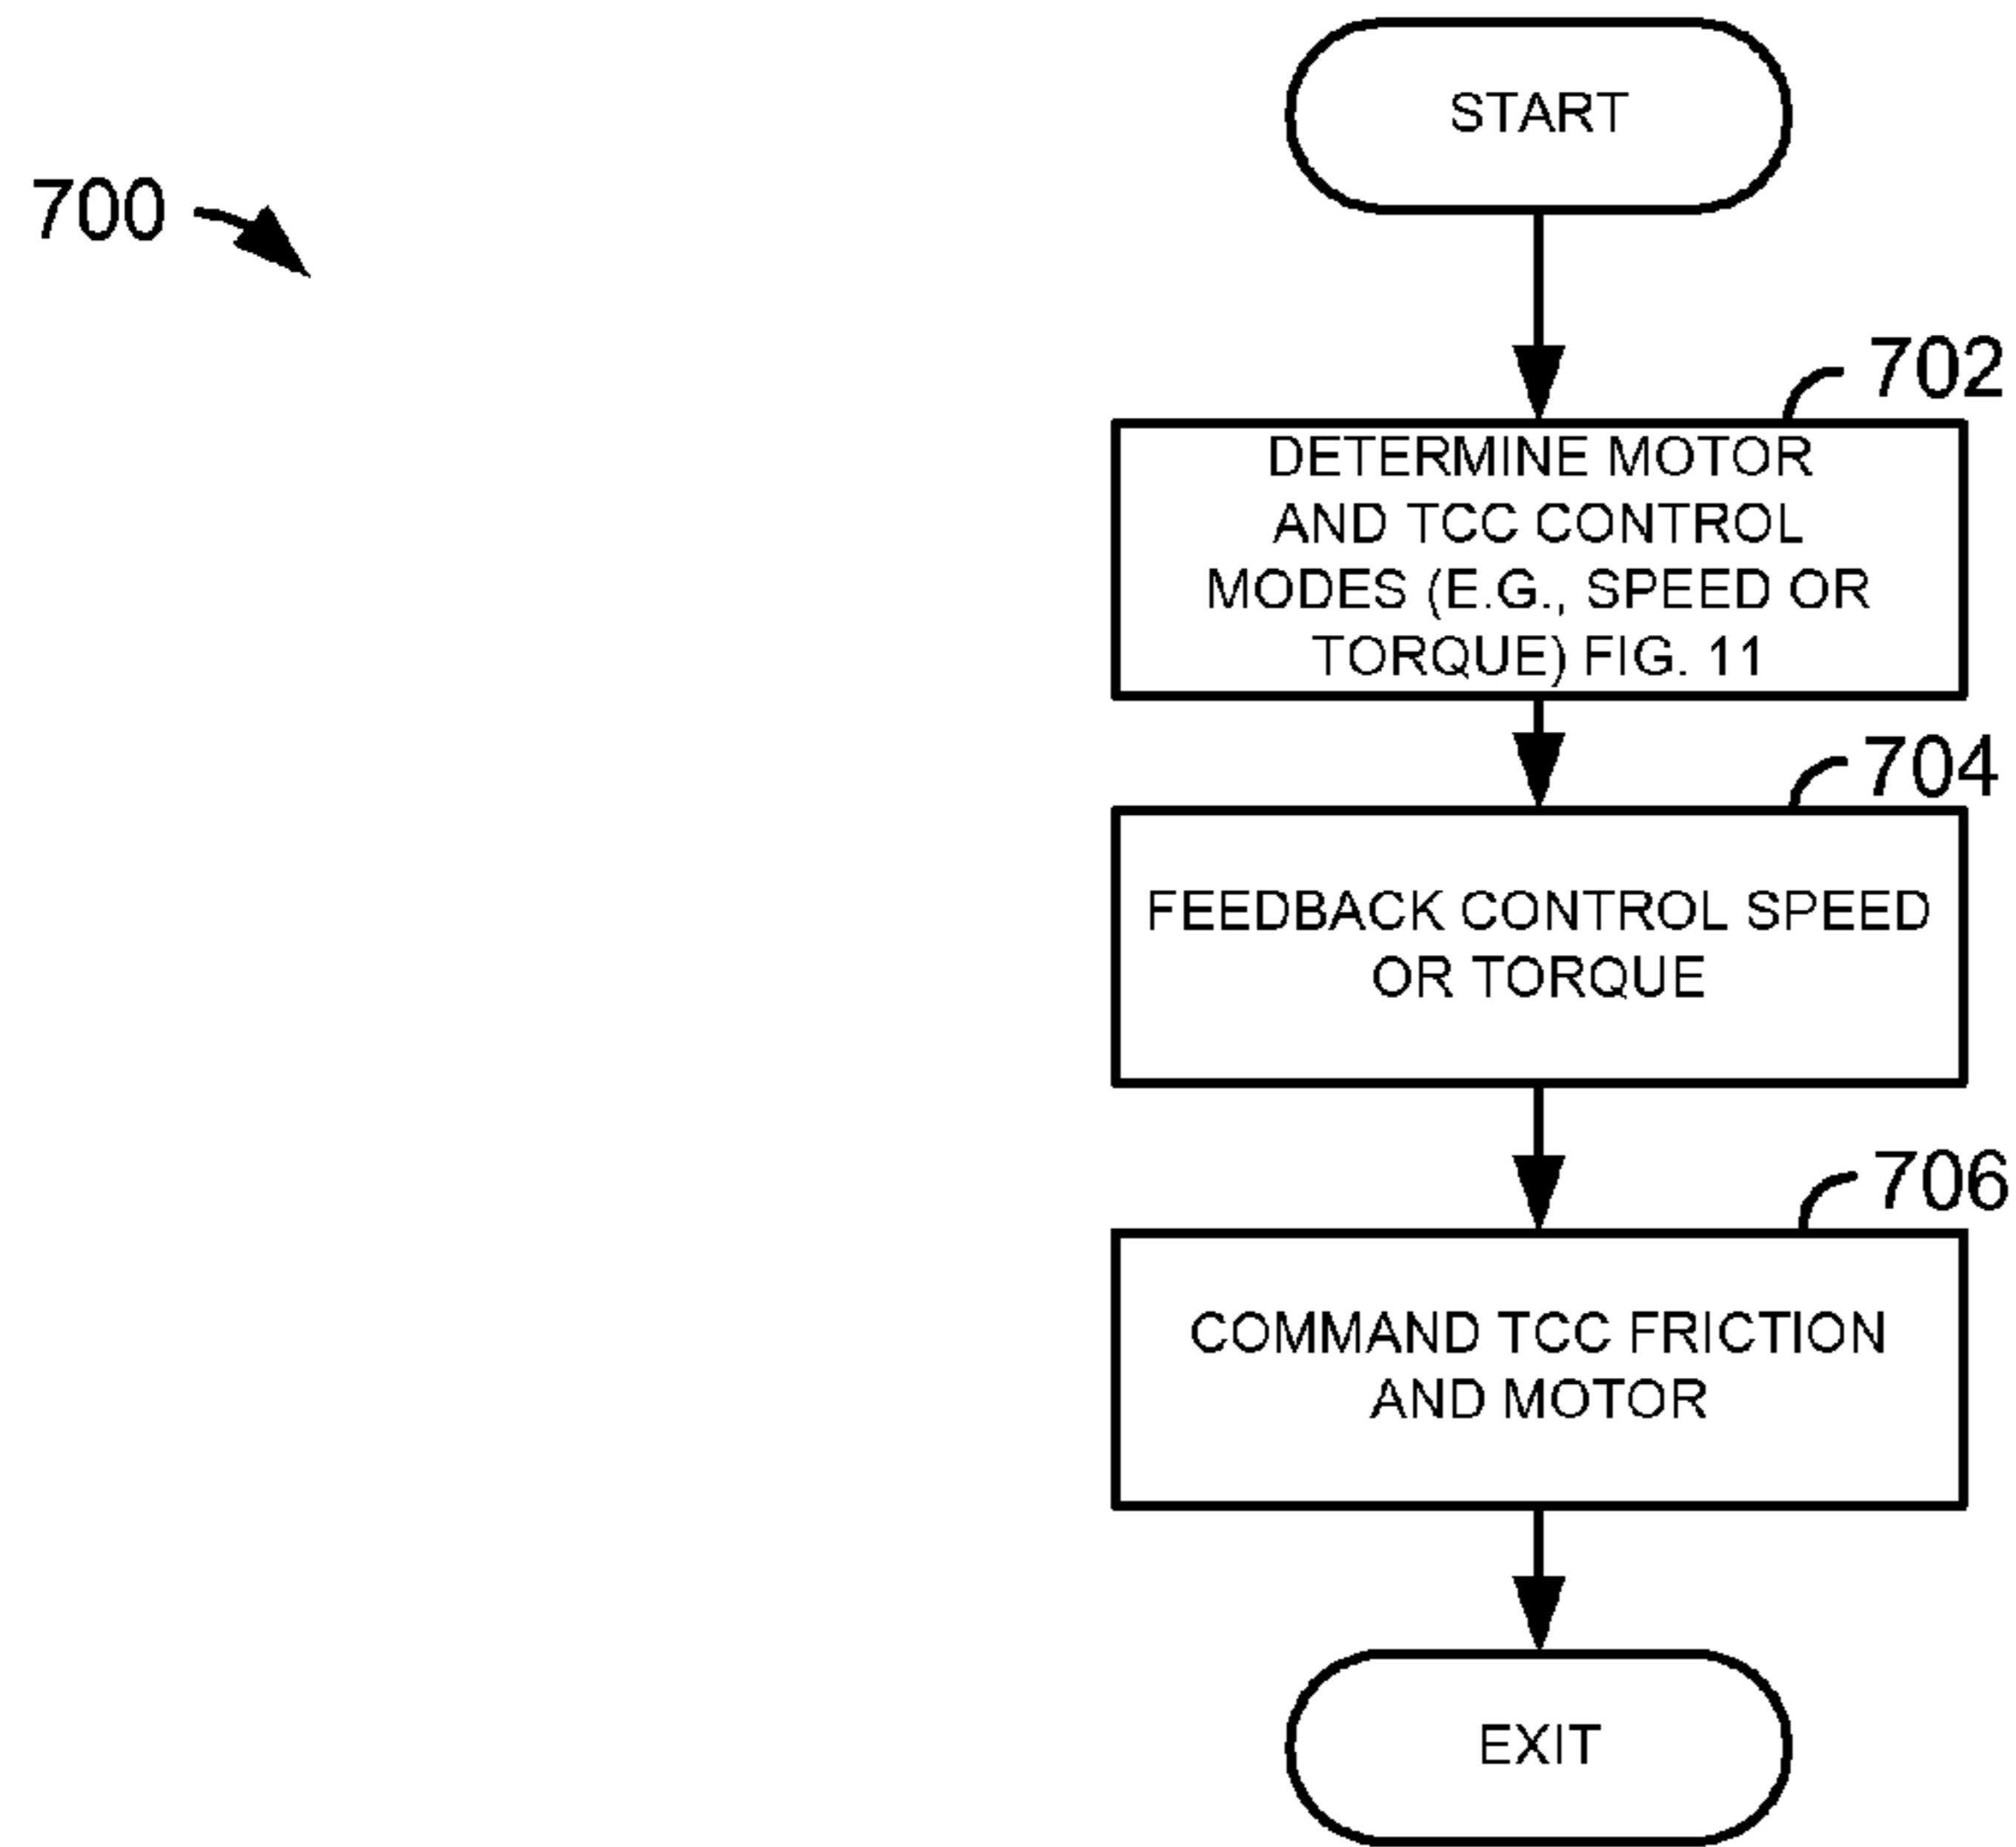 START
700
702
DETERMINE MOTOR
AND TCC CONTROL
MODES (E.G., SPEED OR
TORQUE) FIG. 11
704
FEEDBACK CONTROL SPEED
OR TORQUE
706
COMMAND TCC FRICTION
AND MOTOR
EXIT